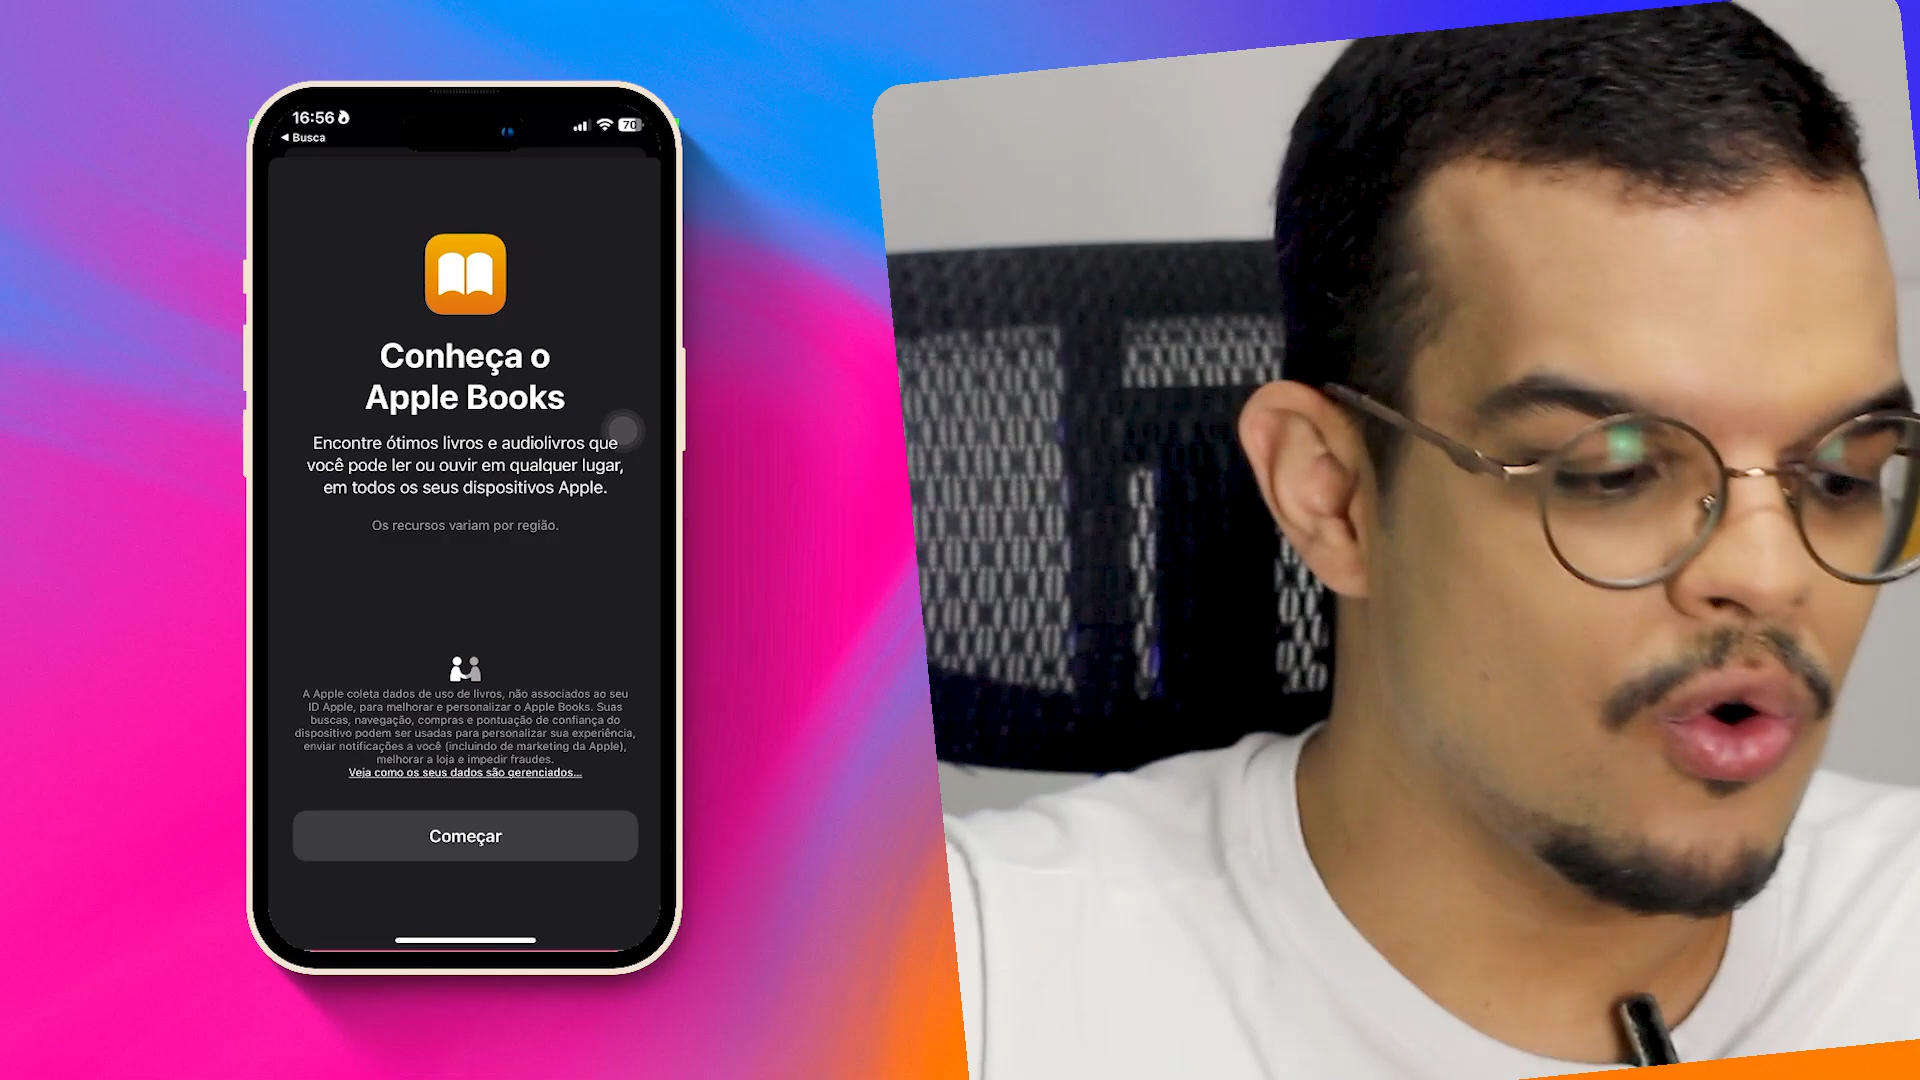 16:56
◀ Busca
70
Conheça o
Apple Books
Encontre ótimos livros e audiolivros que
você pode ler ou ouvir em qualquer lugar,
em todos os seus dispositivos Apple.
Os recursos variam por região.
A Apple coleta dados de uso de livros, não associados ao seu
ID Apple, para melhorar e personalizar o Apple Books. Suas
buscas, navegação, compras e pontuação de confiança do
dispositivo podem ser usadas para personalizar sua experiência,
enviar notificações a você (incluindo de marketing da Apple),
melhorar a loja e impedir fraudes.
Veja como os seus dados são gerenciados...
Começar